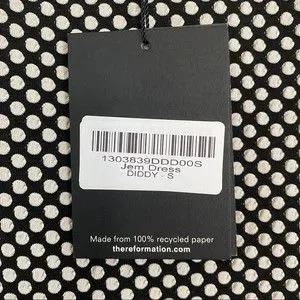 1303839DDD00S
Jem Dress
DIDDY - S
Made from 100% recycled paper
thereformation.com